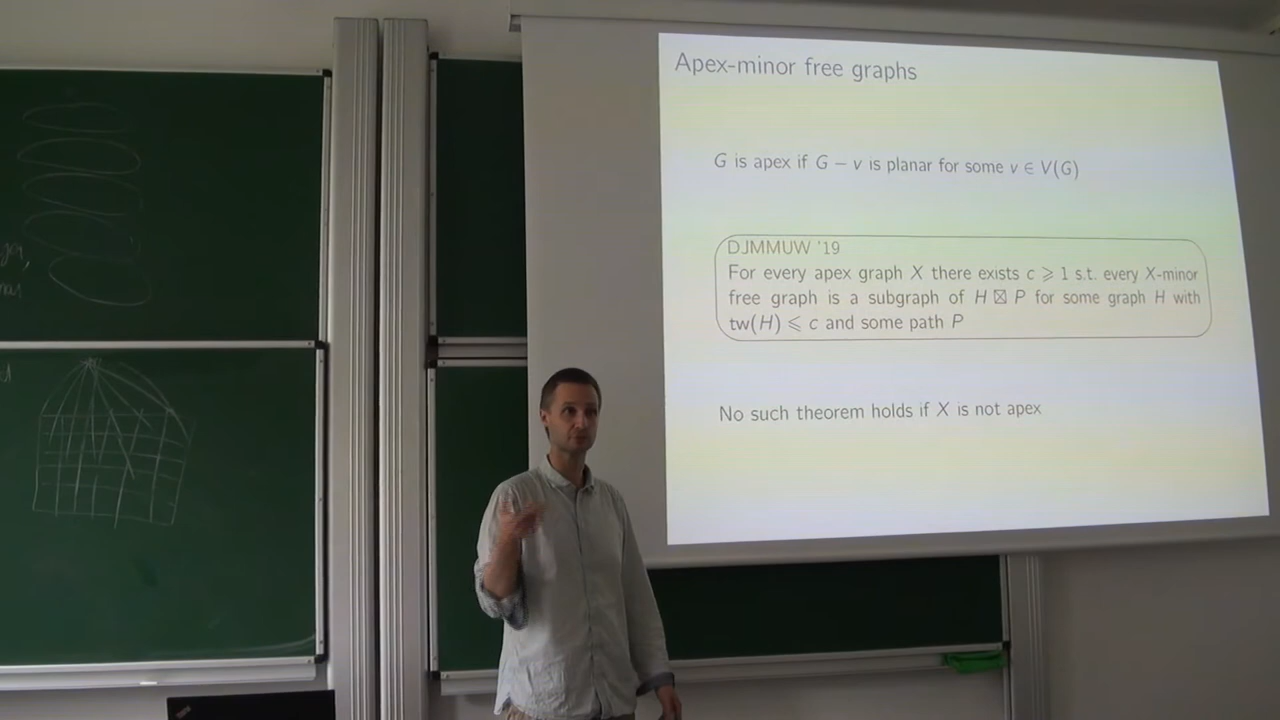 Apex-minor free graphs
G is apex if G − v is planar for some v ∈ V(G)
DJMMUW '19
For every apex graph X there exists c ⩾ 1 s.t. every X-minor
free graph is a subgraph of H ⊠ P for some graph H with
tw(H) ⩽ c and some path P
No such theorem holds if X is not apex